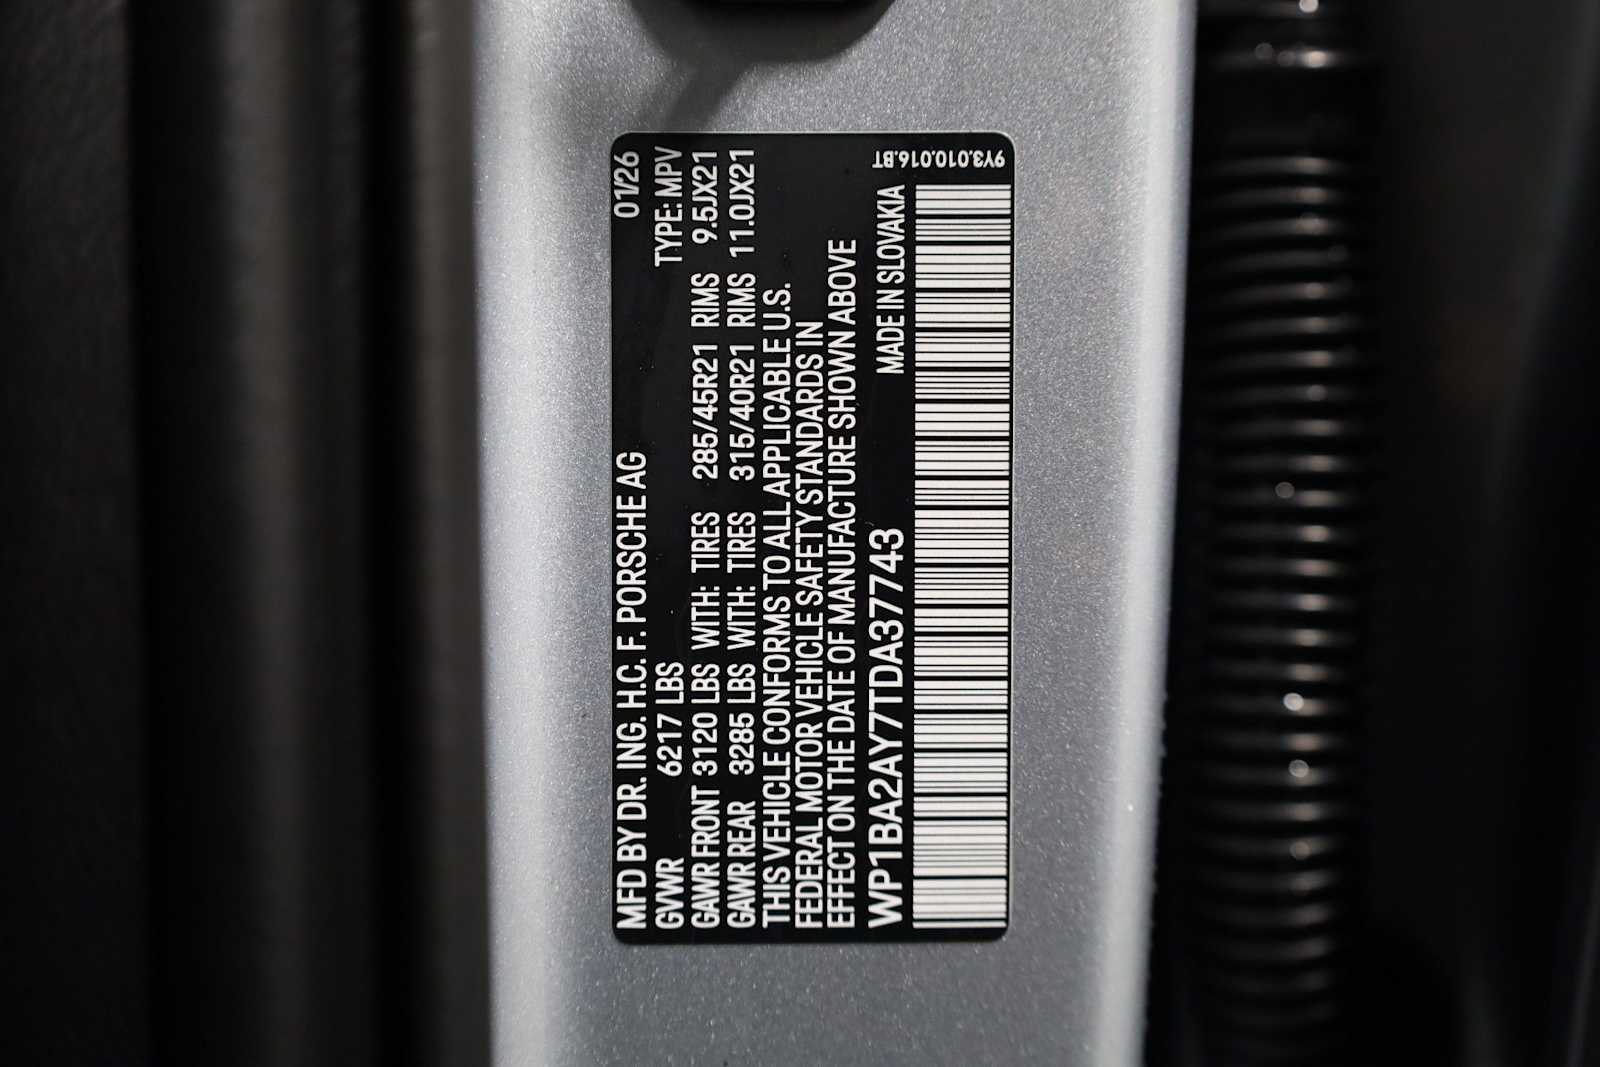 MFD BY DR. ING. H.C. F. PORSCHE AG 01/26
GVWR 6217 LBS TYPE: MPV
GAWR FRONT 3120 LBS WITH: TIRES 285/45R21 RIMS 9.5JX21
GAWR REAR 3285 LBS WITH: TIRES 315/40R21 RIMS 11.0JX21
THIS VEHICLE CONFORMS TO ALL APPLICABLE U.S.
FEDERAL MOTOR VEHICLE SAFETY STANDARDS IN
EFFECT ON THE DATE OF MANUFACTURE SHOWN ABOVE
WP1BA2AY7TDA37743 MADE IN SLOVAKIA
9Y3.010.016.BT